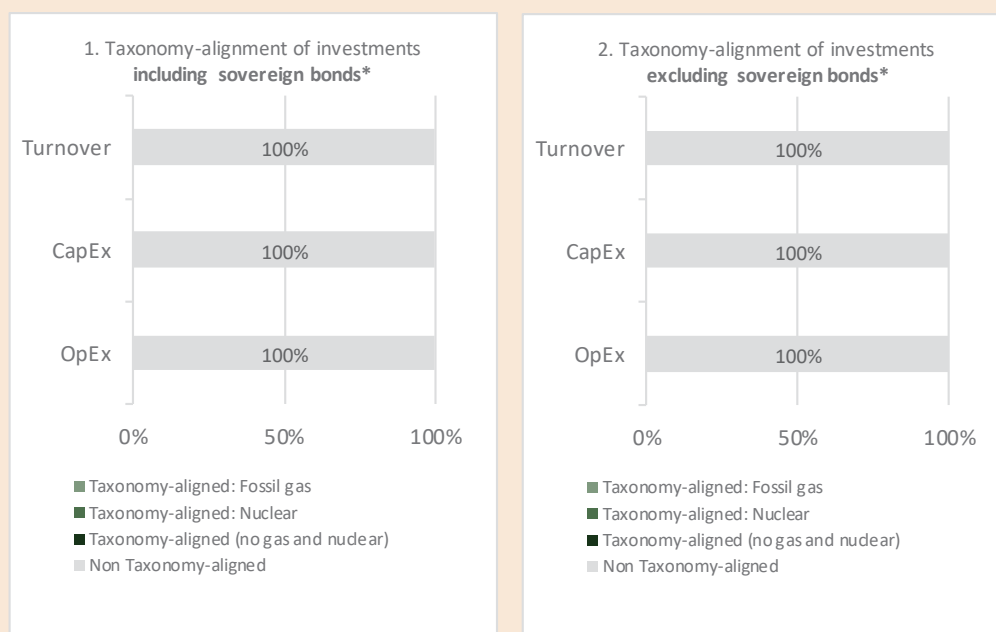 1. Taxonomy-alignment of investments
including sovereign bonds*
Turnover
100%
CapEx
100%
OpEx
100%
0%
50%
100%
Taxonomy-aligned: Fossil gas
Taxonomy-aligned: Nuclear
Taxonomy-aligned (no gas and nuclear)
Non Taxonomy-aligned
2. Taxonomy-alignment of investments
excluding sovereign bonds*
Turnover
100%
CapEx
100%
OpEx
100%
0%
50%
100%
Taxonomy-aligned: Fossil gas
Taxonomy-aligned: Nuclear
Taxonomy-aligned (no gas and nuclear)
Non Taxonomy-aligned